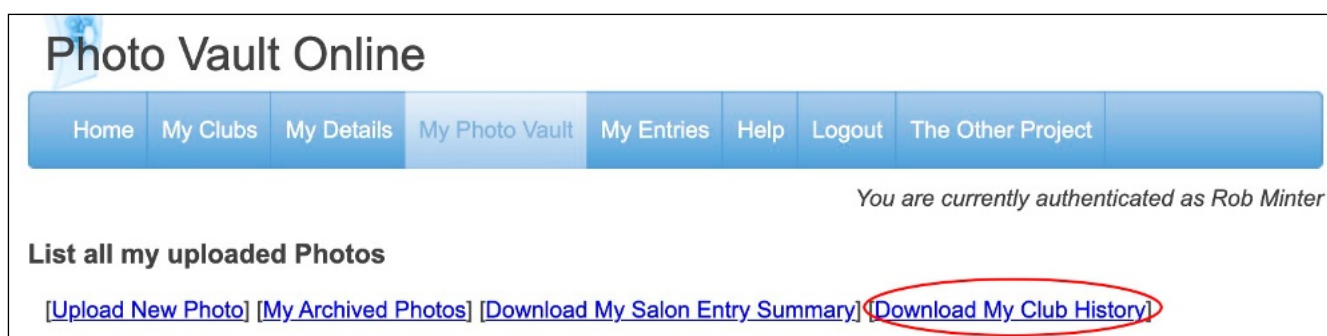 Photo Vault Online
Home My Clubs My Details My Photo Vault My Entries Help Logout The Other Project
You are currently authenticated as Rob Minter
List all my uploaded Photos
[Upload New Photo] [My Archived Photos] [Download My Salon Entry Summary] [Download My Club History]